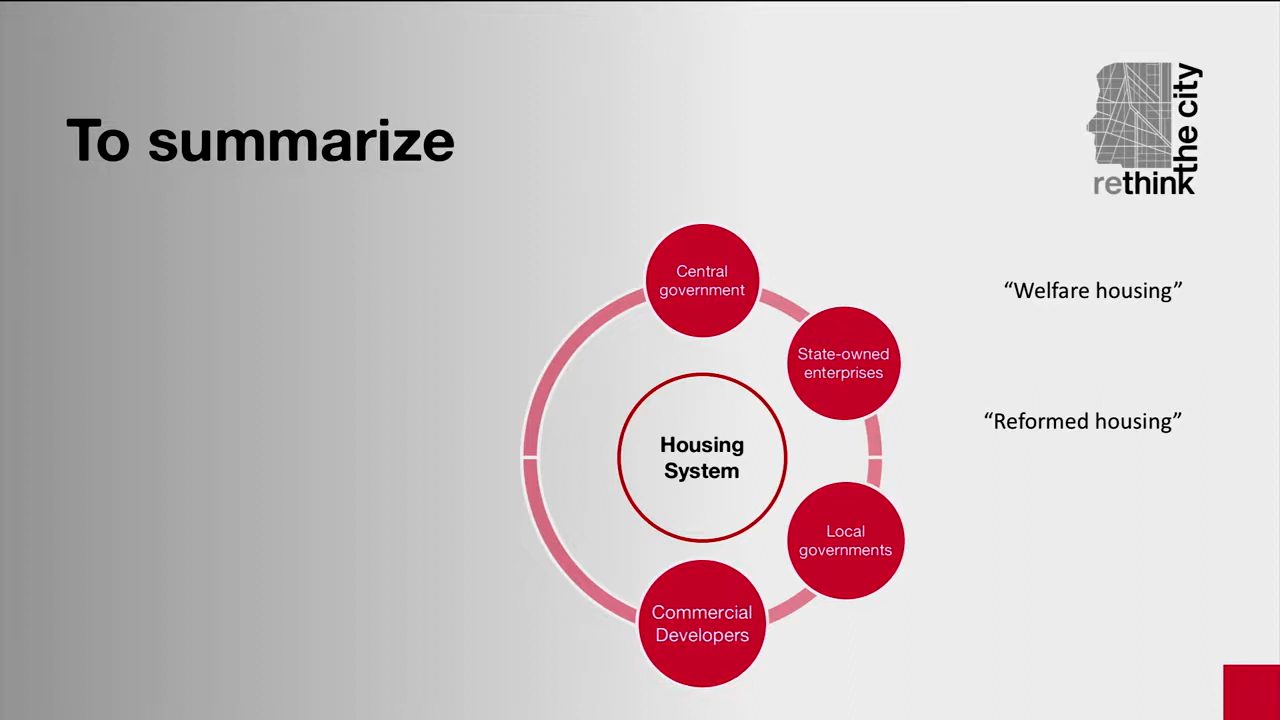 To summarize
the city
rethink
Central
government
“Welfare housing”
State-owned
enterprises
“Reformed housing”
Housing
System
Local
governments
Commercial
Developers